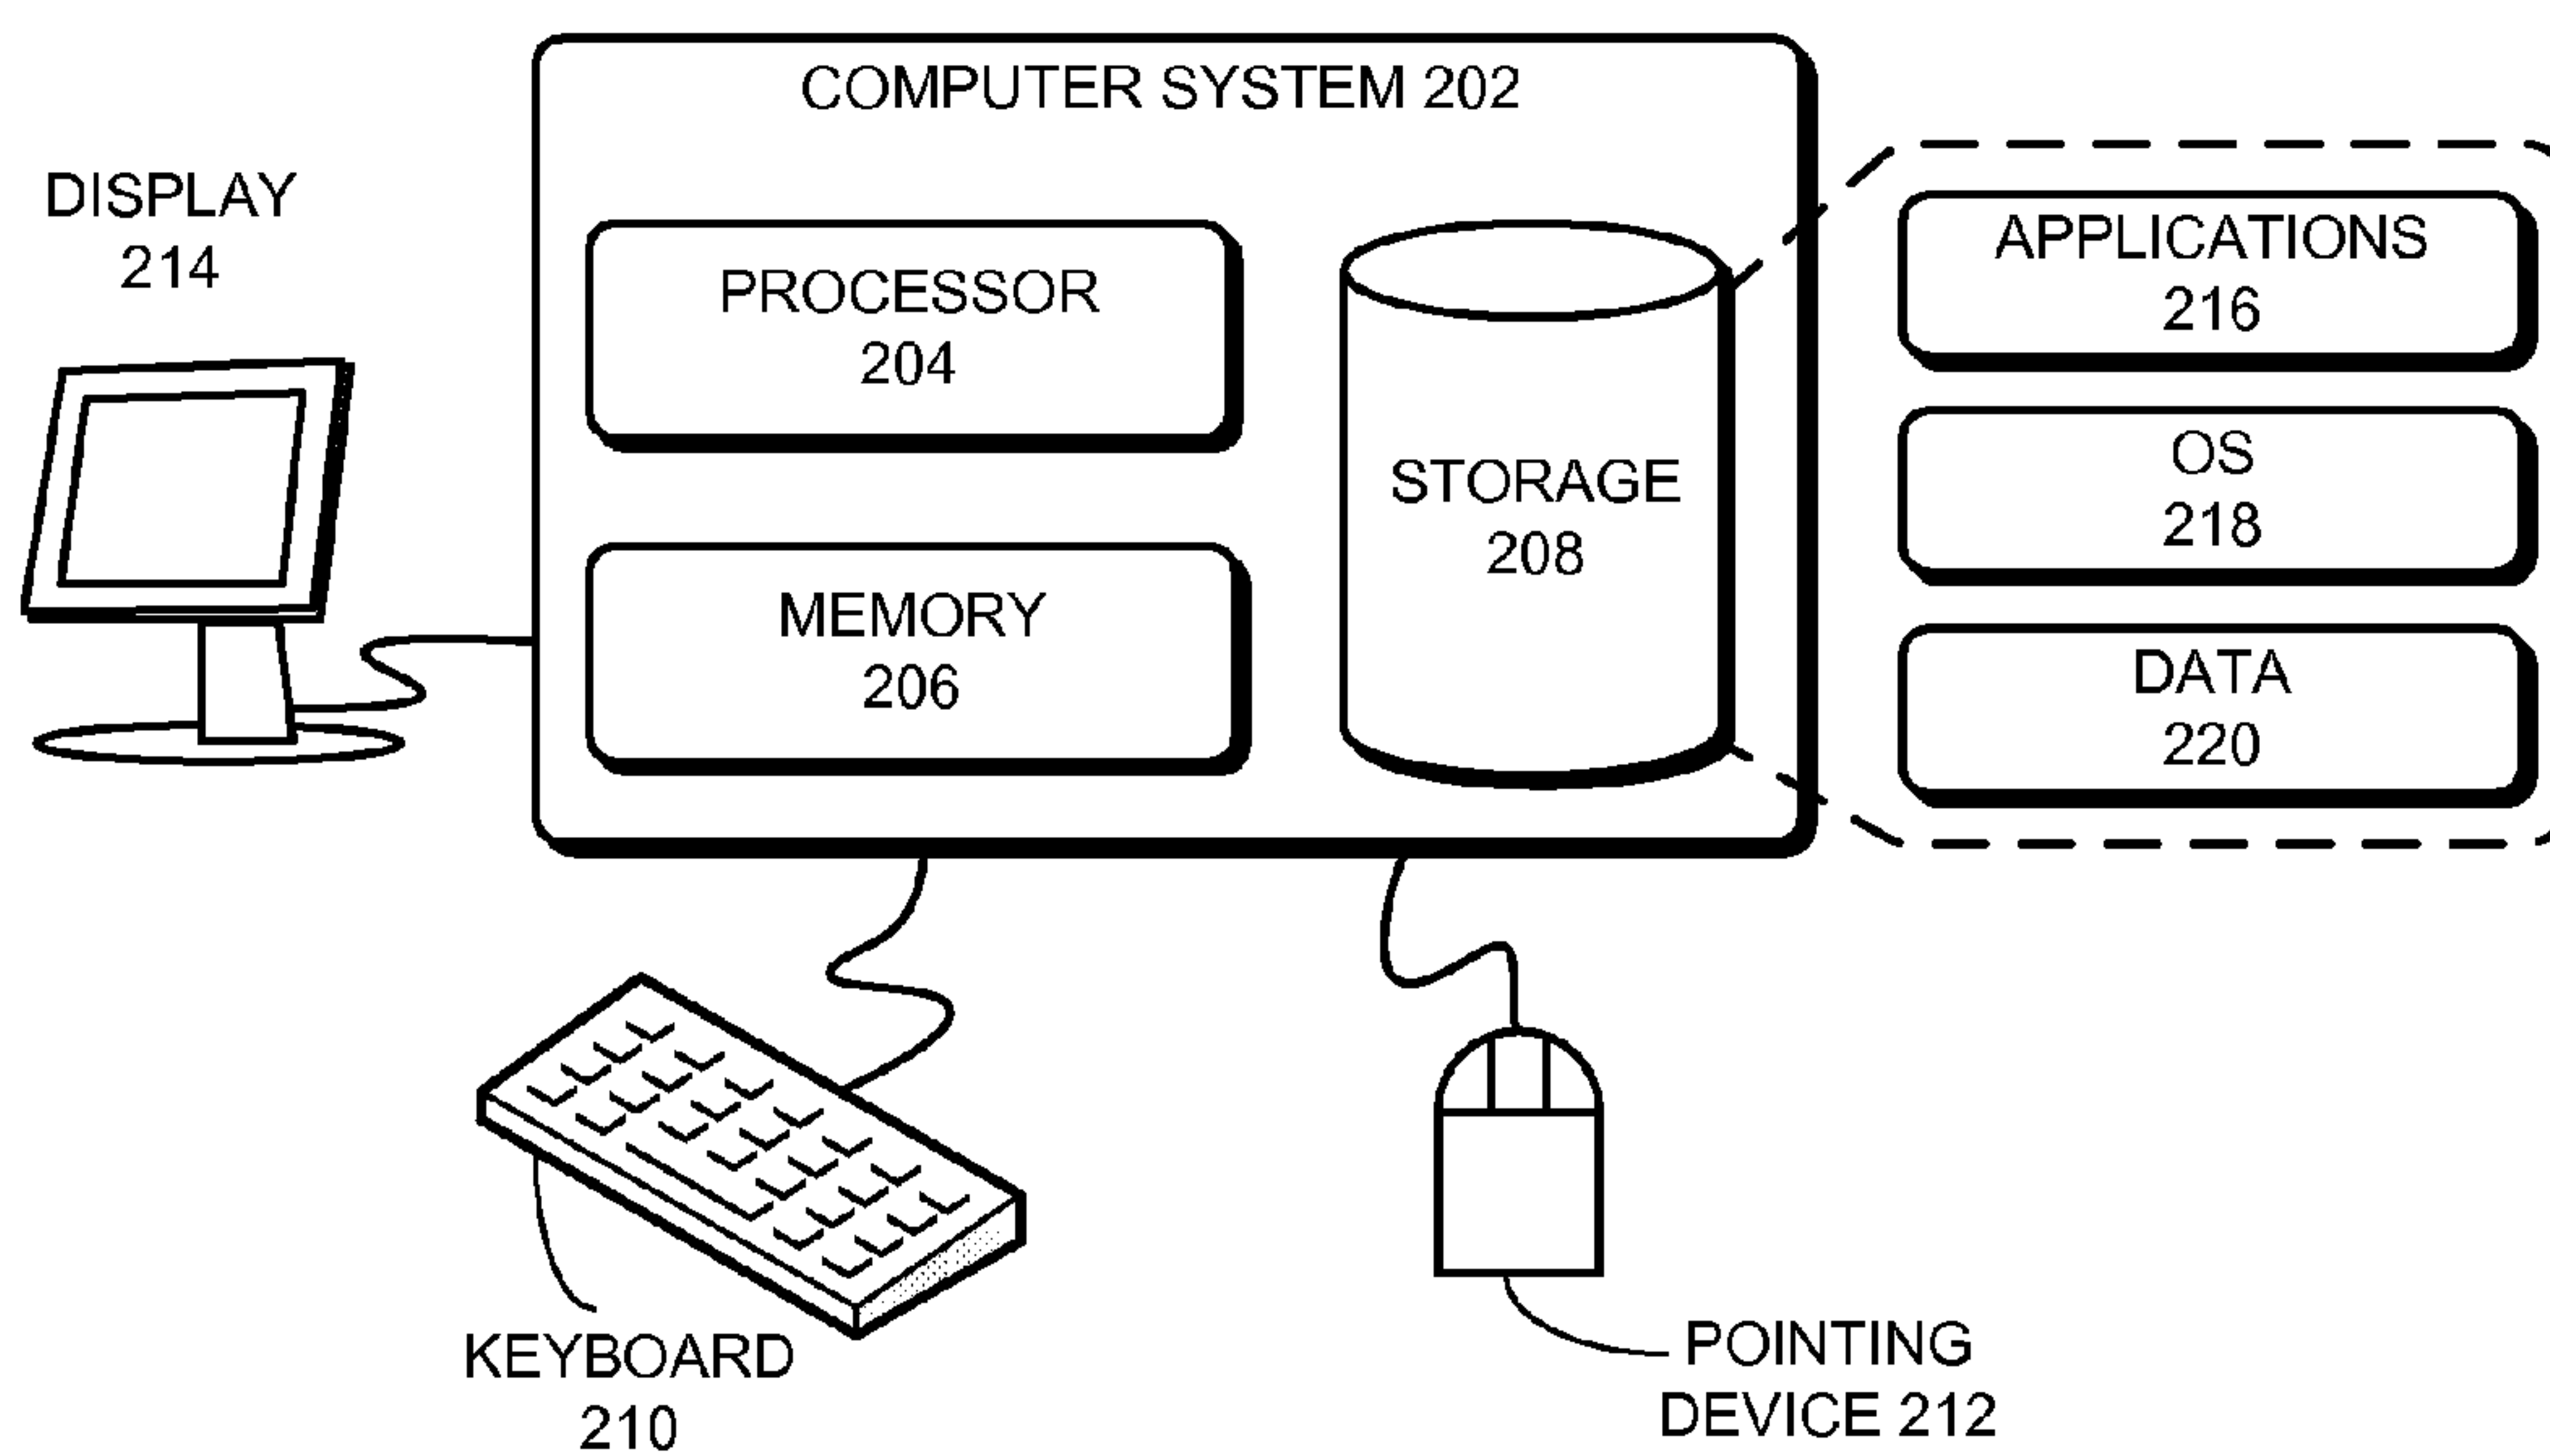 COMPUTER SYSTEM 202
DISPLAY
214
PROCESSOR
204
MEMORY
206
STORAGE
208
APPLICATIONS
216
OS
218
DATA
220
KEYBOARD
210
POINTING
DEVICE 212